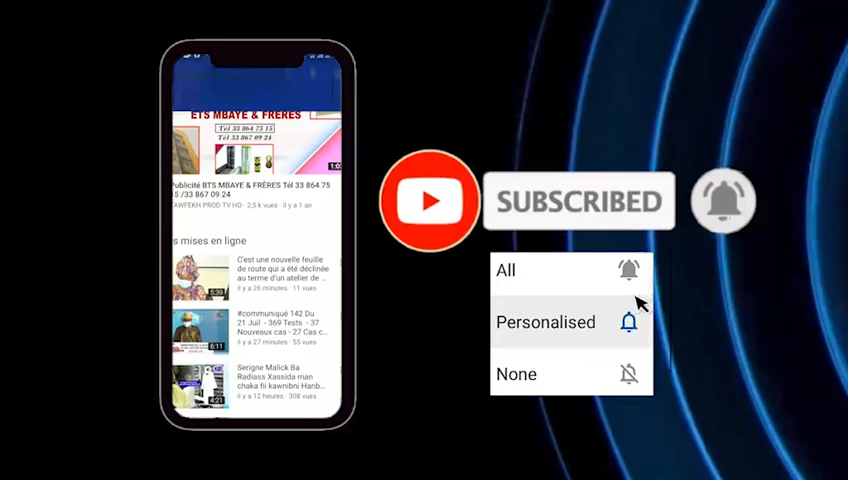 ETS MBAYE & FRERES
Tél 33 864 75 15
Tél 33 867 09 24
1:03
Publicité BTS MBAYE & FRÈRES Tél 33 864 75
15 /33 867 09 24
AWFEKH PROD TV HD · 2,5 k vues · il y a 1 an
s mises en ligne
C'est une nouvelle feuille
de route qui a été déclinée
au terme d'un atelier de ...
il y a 26 minutes · 11 vues
5:39
#communiqué 142 Du
21 Juil - 369 Tests - 37
Nouveaux cas - 27 Cas c...
il y a 27 minutes · 55 vues
6:11
Serigne Malick Ba
Radiass Xassida man
chaka fii kawnibni Hanb...
il y a 12 heures · 308 vues
4:21
SUBSCRIBED
All
Personalised
None